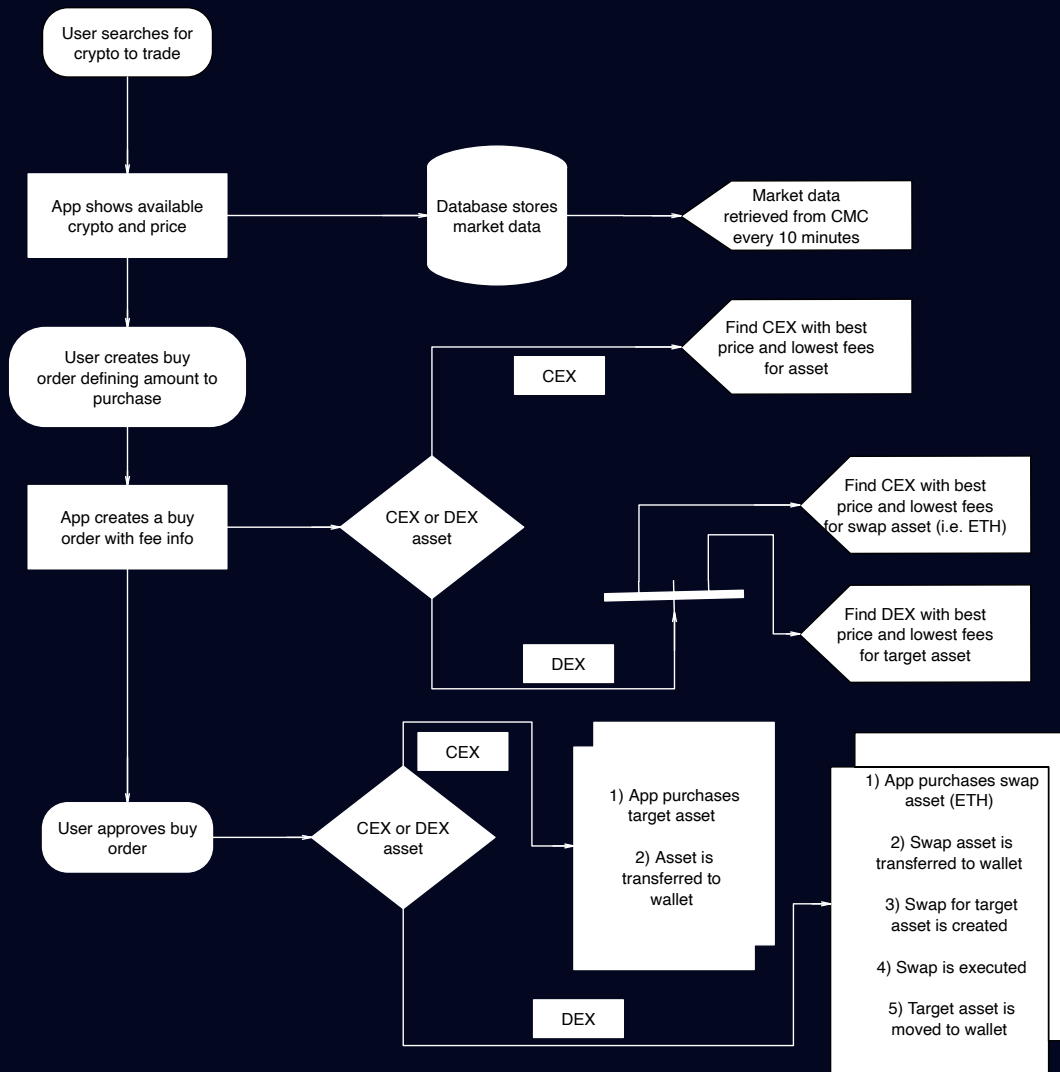 User searches for
crypto to trade
App shows available
crypto and price
Database stores
market data
Market data
retrieved from CMC
every 10 minutes
User creates buy
order defining amount to
purchase
Find CEX with best
price and lowest fees
for asset
CEX
App creates a buy
order with fee info
CEX or DEX
asset
Find CEX with best
price and lowest fees
for swap asset (i.e. ETH)
Find DEX with best
price and lowest fees
for target asset
DEX
User approves buy
order
CEX or DEX
asset
CEX
1) App purchases
target asset
2) Asset is
transferred to
wallet
DEX
1) App purchases swap
asset (ETH)
2) Swap asset is
transferred to wallet
3) Swap for target
asset is created
4) Swap is executed
5) Target asset is
moved to wallet